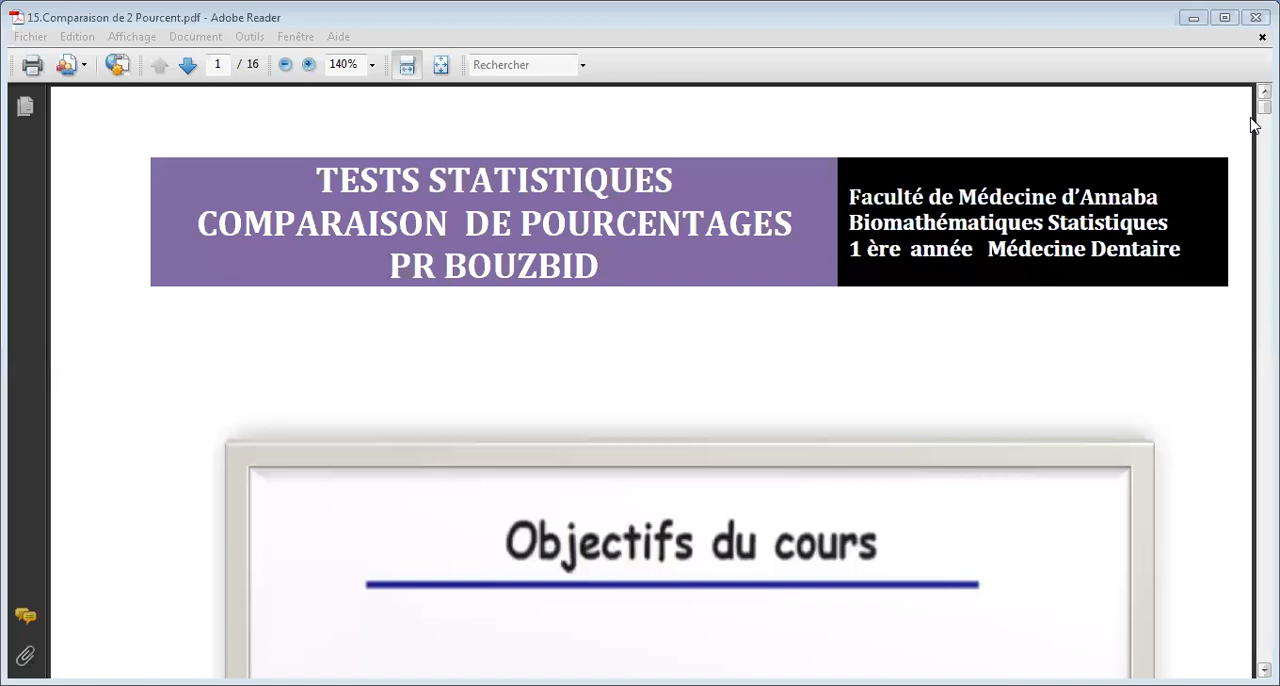 15.Comparaison de 2 Pourcent.pdf - Adobe Reader
Fichier Edition Affichage Document Outils Fenêtre Aide
1 / 16 140% Rechercher
TESTS STATISTIQUES
COMPARAISON DE POURCENTAGES
PR BOUZBID
Faculté de Médecine d’Annaba
Biomathématiques Statistiques
1 ère année Médecine Dentaire
Objectifs du cours